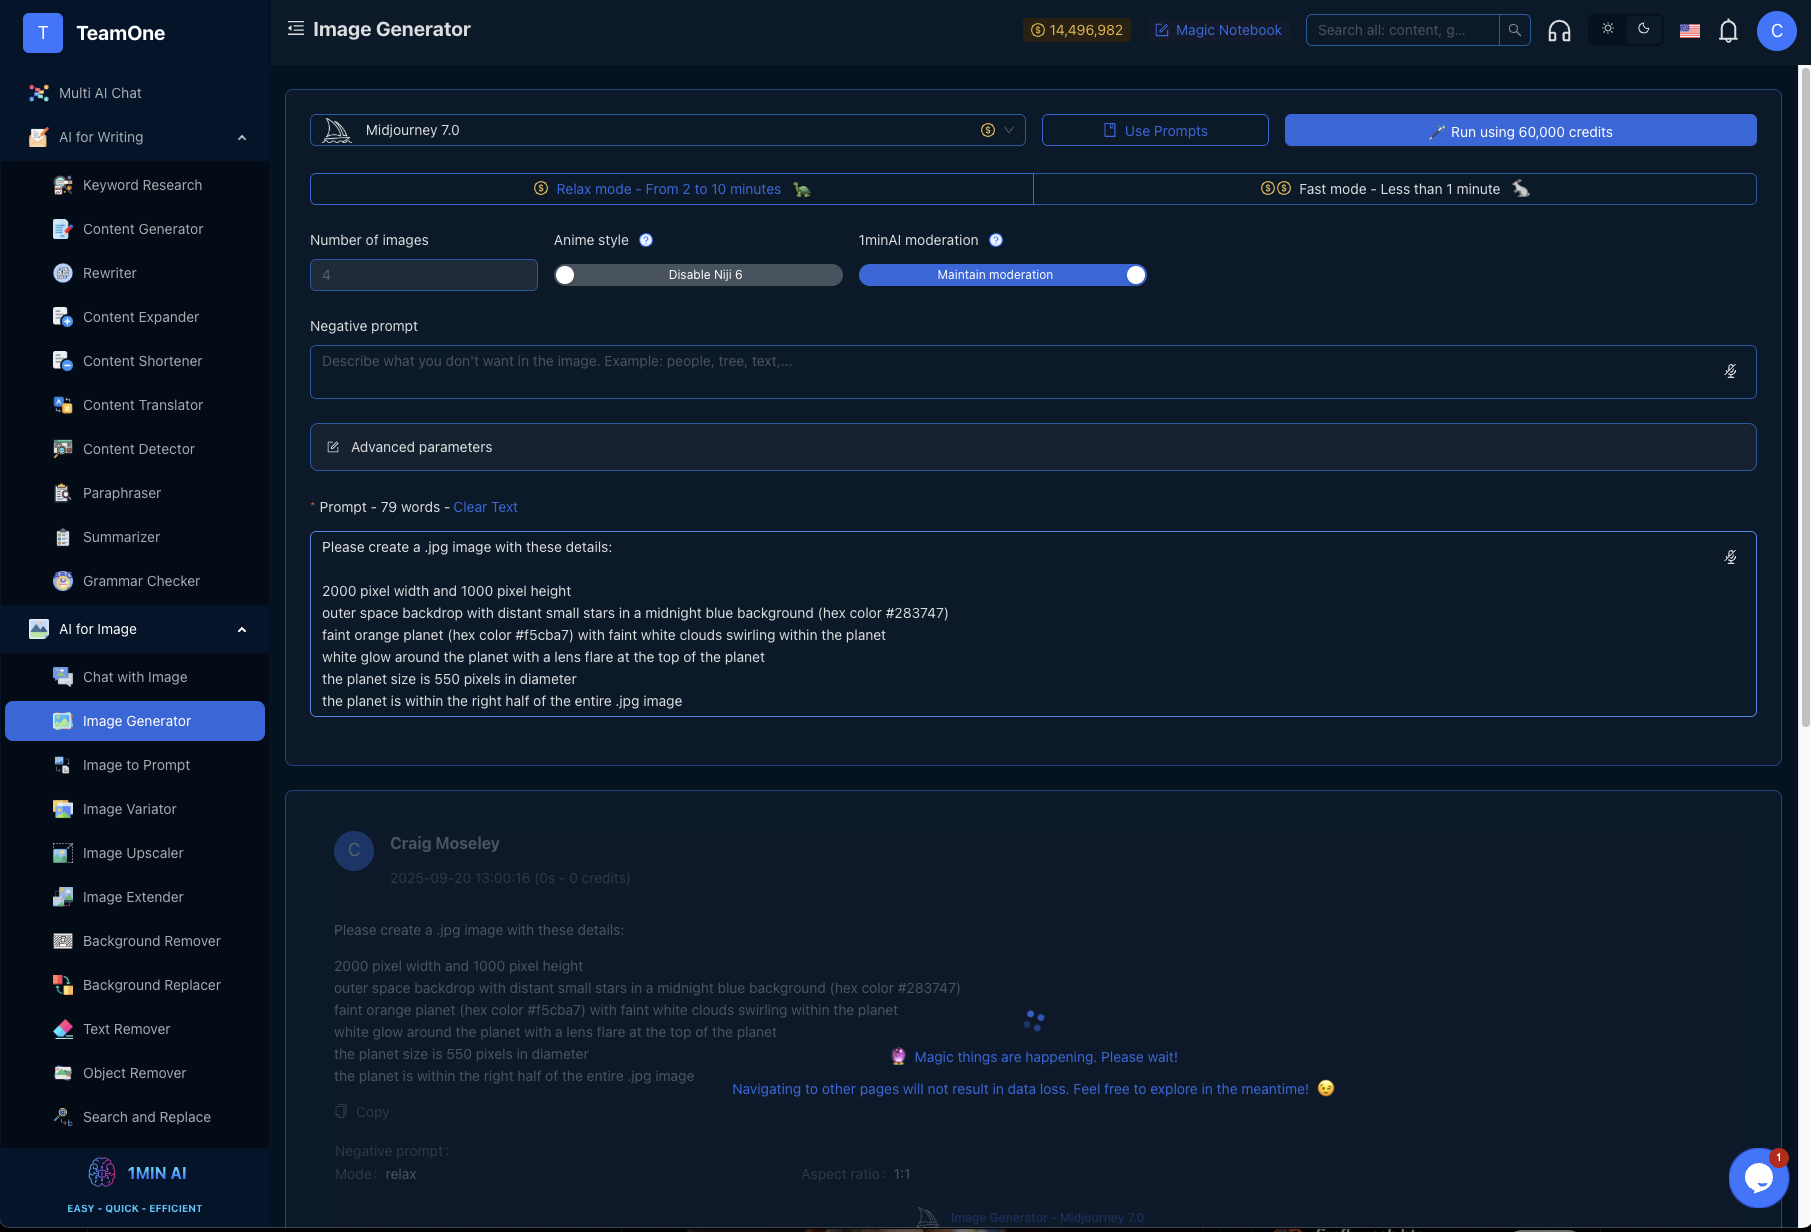 T TeamOne
Image Generator
14,496,982
Magic Notebook
Search all: content, g...
C
Multi AI Chat
AI for Writing
Keyword Research
Content Generator
Rewriter
Content Expander
Content Shortener
Content Translator
Content Detector
Paraphraser
Summarizer
Grammar Checker
AI for Image
Chat with Image
Image Generator
Image to Prompt
Image Variator
Image Upscaler
Image Extender
Background Remover
Background Replacer
Text Remover
Object Remover
Search and Replace
1MIN AI
EASY - QUICK - EFFICIENT
Midjourney 7.0
Use Prompts
Run using 60,000 credits
Relax mode - From 2 to 10 minutes
Fast mode - Less than 1 minute
Number of images
Anime style
1minAI moderation
4
Disable Niji 6
Maintain moderation
Negative prompt
Describe what you don't want in the image. Example: people, tree, text,...
Advanced parameters
* Prompt - 79 words - Clear Text
Please create a .jpg image with these details:
2000 pixel width and 1000 pixel height
outer space backdrop with distant small stars in a midnight blue background (hex color #283747)
faint orange planet (hex color #f5cba7) with faint white clouds swirling within the planet
white glow around the planet with a lens flare at the top of the planet
the planet size is 550 pixels in diameter
the planet is within the right half of the entire .jpg image
C
Craig Moseley
2025-09-20 13:00:16 (0s - 0 credits)
Please create a .jpg image with these details:
2000 pixel width and 1000 pixel height
outer space backdrop with distant small stars in a midnight blue background (hex color #283747)
faint orange planet (hex color #f5cba7) with faint white clouds swirling within the planet
white glow around the planet with a lens flare at the top of the planet
the planet size is 550 pixels in diameter
the planet is within the right half of the entire .jpg image
Magic things are happening. Please wait!
Navigating to other pages will not result in data loss. Feel free to explore in the meantime!
Copy
Negative prompt:
Mode: relax
Aspect ratio: 1:1
Image Generator - Midjourney 7.0
1